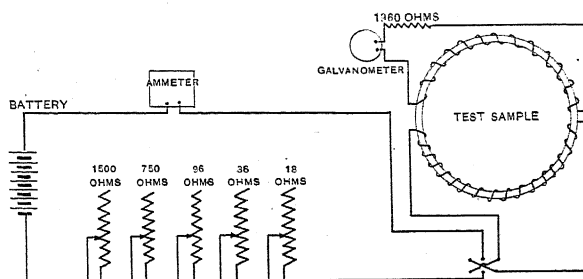 1360 OHMS
GALVANOMETER
AMMETER
BATTERY
TEST SAMPLE
1500 OHMS
750 OHMS
96 OHMS
36 OHMS
18 OHMS